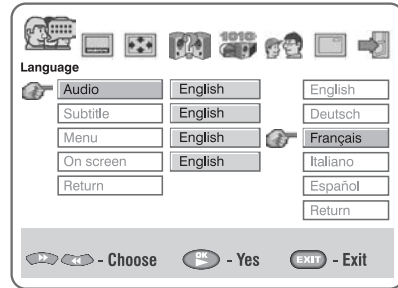 1010
Language
Audio English English
Subtitle English Deutsch
Menu English Français
On screen English Italiano
Return Español
Return
- Choose OK - Yes EXIT - Exit